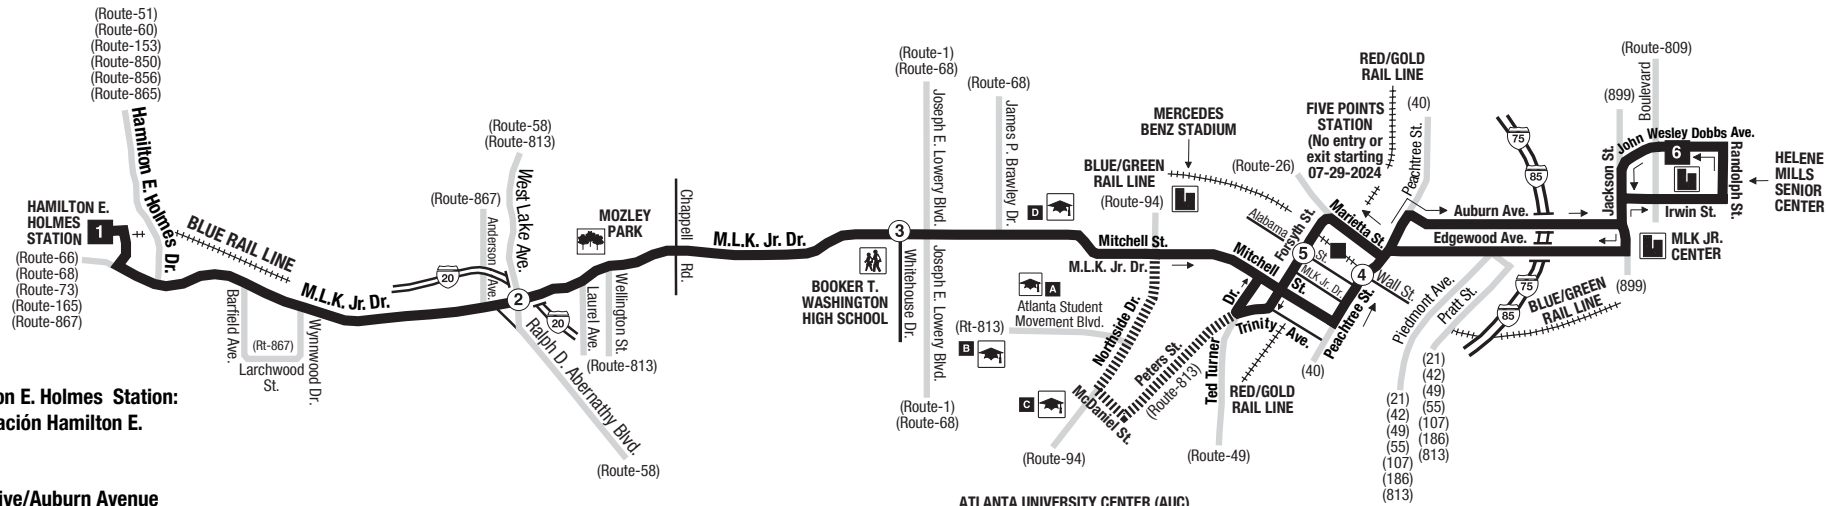 (Route-51)
(Route-60)
(Route-153)
(Route-850)
(Route-856)
(Route-865)
Hamilton E. Holmes Dr.
HAMILTON E.
HOLMES
STATION
1
(Route-66)
(Route-68)
(Route-73)
(Route-165)
(Route-867)
BLUE RAIL LINE
M.L.K. Jr. Dr.
Barfield Ave.
(Rt-867)
Larchwood
St.
Wynnwood Dr.
20
(Route-867)
Anderson Ave.
(Route-58)
(Route-813)
West Lake Ave.
2
20
Ralph D. Abernathy Blvd.
(Route-58)
MOZLEY
PARK
Laurel Ave.
Wellington St.
(Route-813)
Chappell
Rd.
M.L.K. Jr. Dr.
3
BOOKER T.
WASHINGTON
HIGH SCHOOL
Whitehouse Dr.
(Route-1)
(Route-68)
Joseph E. Lowery Blvd.
Joseph E. Lowery Blvd.
(Route-1)
(Route-68)
(Route-68)
James P. Brawley Dr.
D
A
Atlanta Student
Movement Blvd.
(Rt-813)
B
C
Mitchell St.
M.L.K. Jr. Dr.
BLUE/GREEN
RAIL LINE
(Route-94)
MERCEDES
BENZ STADIUM
Northside Dr.
McDaniel St.
(Route-94)
Peters St.
(Route-813)
Ted Turner
Dr.
(Route-49)
Mitchell
St.
Trinity
Ave.
RED/GOLD
RAIL LINE
(Route-26)
Alabama
St.
Forsyth St.
5
M.L.K. Jr. Dr.
Marietta St.
4
Wall St.
Peachtree St.
(40)
FIVE POINTS
STATION
(No entry or
exit starting
07-29-2024
RED/GOLD
RAIL LINE
(40)
Peachtree St.
Auburn Ave.
Edgewood Ave.
Piedmont Ave.
Pratt St.
(21)
(42)
(49)
(55)
(107)
(186)
(813)
(21)
(42)
(49)
(55)
(107)
(186)
(813)
75
85
75
85
BLUE/GREEN
RAIL LINE
(899)
Jackson St.
(Route-809)
Boulevard
John Wesley Dobbs Ave.
6
Randolph St.
Irwin St.
HELENE
MILLS
SENIOR
CENTER
MLK JR.
CENTER
(899)
on E. Holmes Station:
ación Hamilton E.
ive/Auburn Avenue
ATLANTA UNIVERSITY CENTER (AUC)